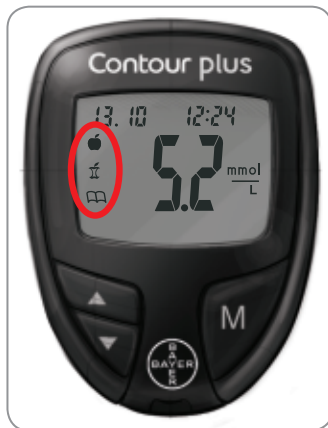 Contour plus
13.10 12:24
5.2 mmol/L
M
BAYER
BAYER